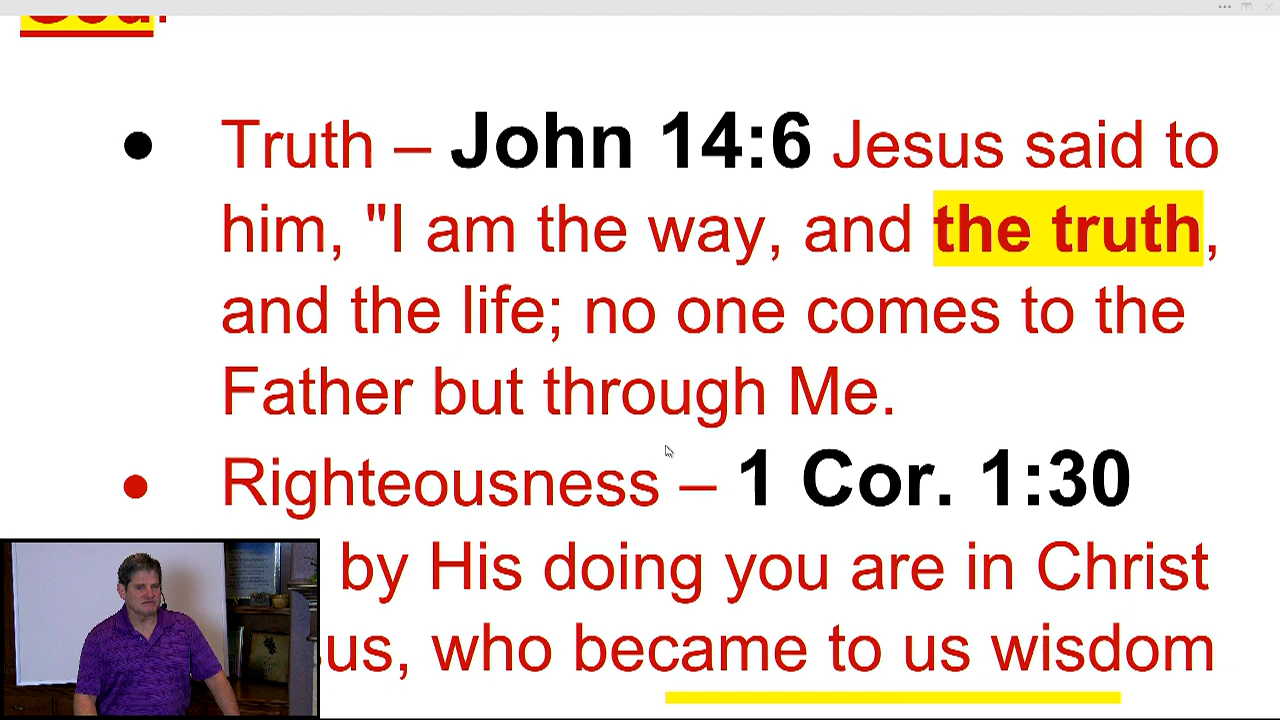 ● Truth – John 14:6 Jesus said to
him, "I am the way, and the truth,
and the life; no one comes to the
Father but through Me.
● Righteousness – 1 Cor. 1:30
by His doing you are in Christ
us, who became to us wisdom